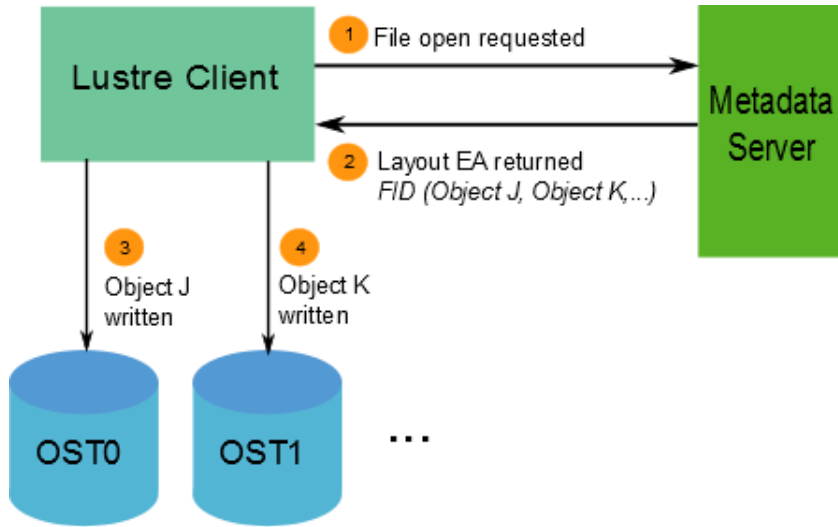 Lustre Client
1 File open requested
Metadata
Server
2 Layout EA returned
FID (Object J, Object K,...)
3
Object J
written
4
Object K
written
OST0
OST1
...